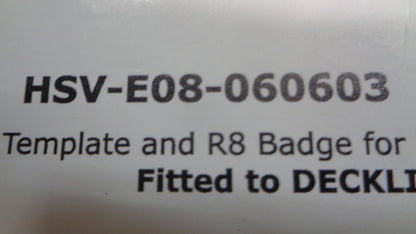 HSV-E08-060603
Template and R8 Badge for
Fitted to DECKLI